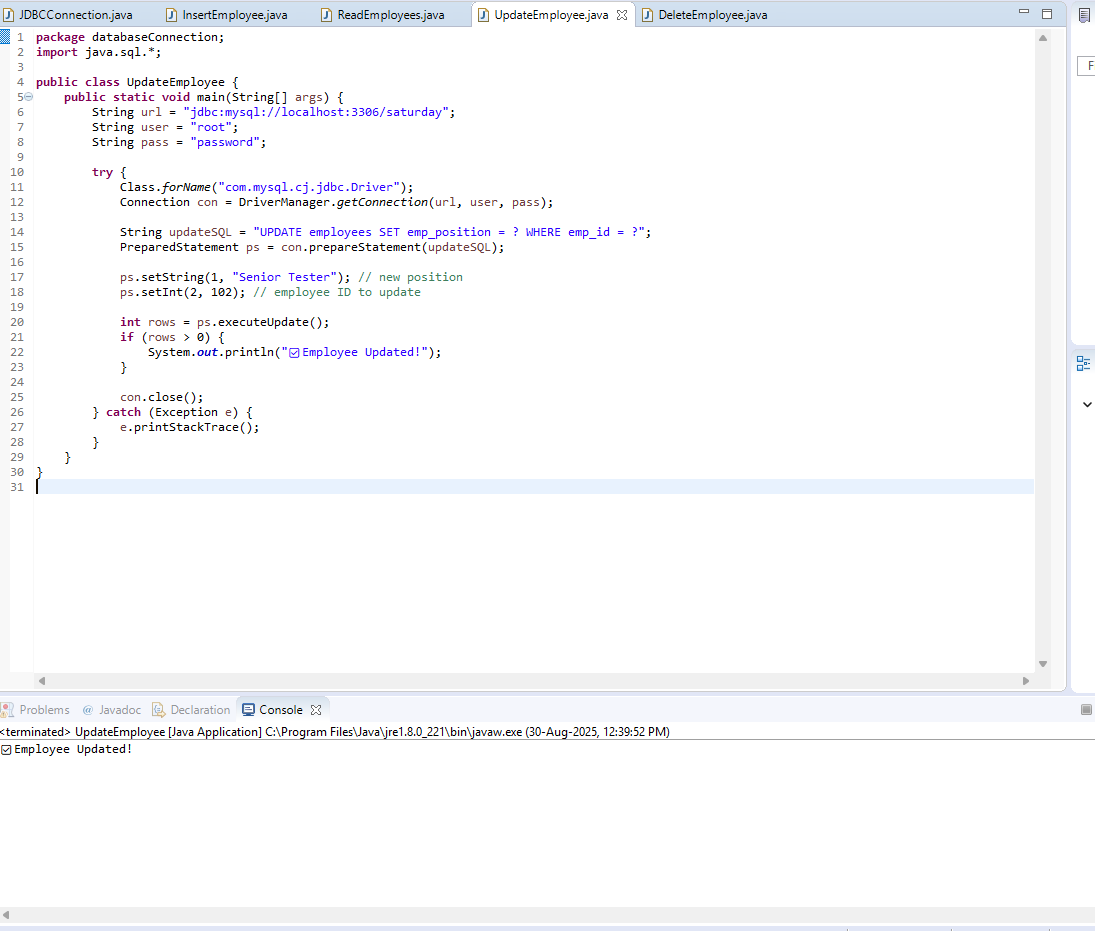 JDBCConnection.java InsertEmployee.java ReadEmployees.java UpdateEmployee.java DeleteEmployee.java
1 package databaseConnection;
2 import java.sql.*;
3
4 public class UpdateEmployee {
5 public static void main(String[] args) {
6 String url = "jdbc:mysql://localhost:3306/saturday";
7 String user = "root";
8 String pass = "password";
9
10 try {
11 Class.forName("com.mysql.cj.jdbc.Driver");
12 Connection con = DriverManager.getConnection(url, user, pass);
13
14 String updateSQL = "UPDATE employees SET emp_position = ? WHERE emp_id = ?";
15 PreparedStatement ps = con.prepareStatement(updateSQL);
16
17 ps.setString(1, "Senior Tester"); // new position
18 ps.setInt(2, 102); // employee ID to update
19
20 int rows = ps.executeUpdate();
21 if (rows > 0) {
22 System.out.println("☑Employee Updated!");
23 }
24
25 con.close();
26 } catch (Exception e) {
27 e.printStackTrace();
28 }
29 }
30 }
31
Problems @ Javadoc Declaration Console
<terminated> UpdateEmployee [Java Application] C:\Program Files\Java\jre1.8.0_221\bin\javaw.exe (30-Aug-2025, 12:39:52 PM)
☑Employee Updated!